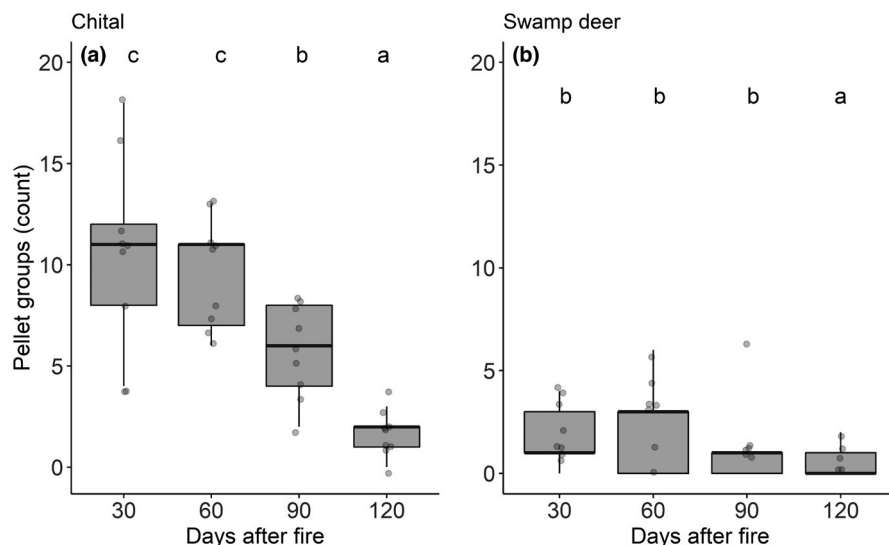 Chital
Swamp deer
(a) c c b a
(b) b b b a
Pellet groups (count)
20
15
10
5
0
20
15
10
5
0
30 60 90 120
30 60 90 120
Days after fire
Days after fire